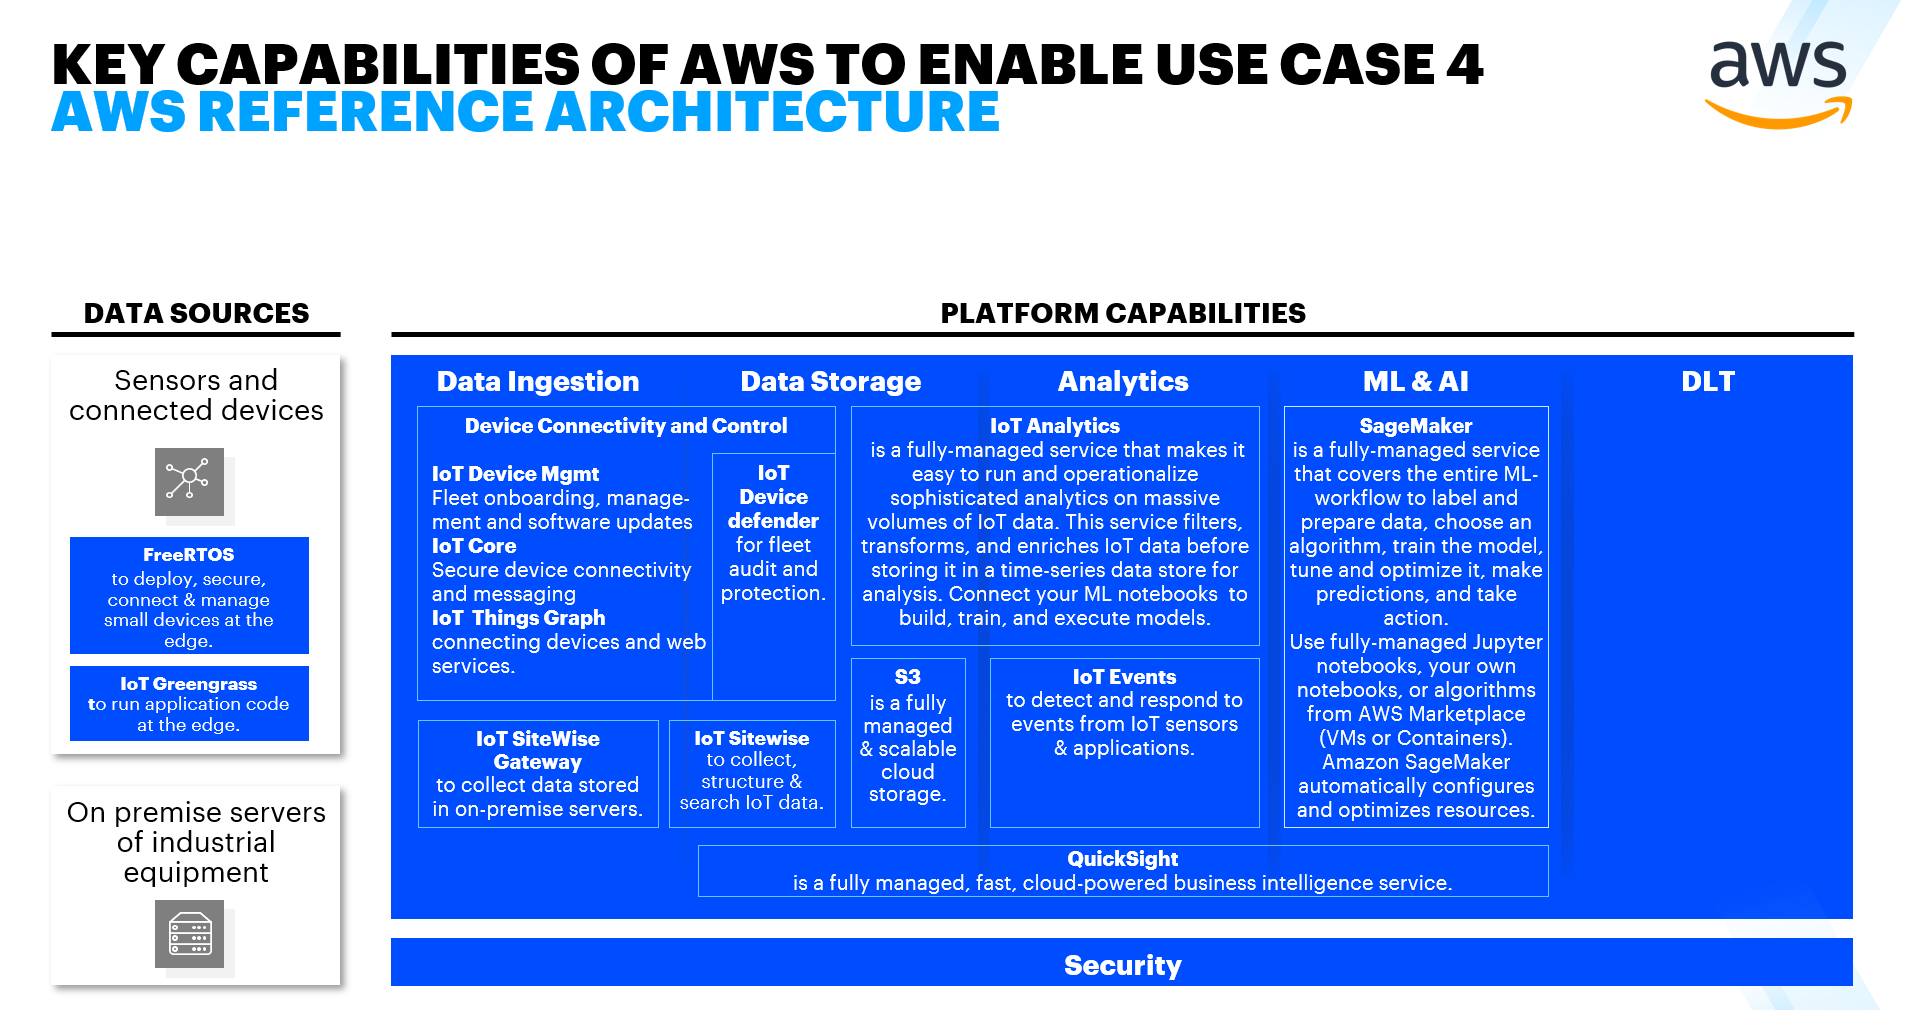 KEY CAPABILITIES OF AWS TO ENABLE USE CASE 4
AWS REFERENCE ARCHITECTURE
aws
DATA SOURCES
Sensors and
connected devices
FreeRTOS
to deploy, secure,
connect & manage
small devices at the
edge.
IoT Greengrass
to run application code
at the edge.
On premise servers
of industrial
equipment
PLATFORM CAPABILITIES
Data Ingestion
Data Storage
Analytics
ML & AI
DLT
Device Connectivity and Control
IoT Device Mgmt
Fleet onboarding, manage-
ment and software updates
IoT Core
Secure device connectivity
and messaging
IoT Things Graph
connecting devices and web
services.
IoT
Device
defender
for fleet
audit and
protection.
IoT SiteWise
Gateway
to collect data stored
in on-premise servers.
IoT Sitewise
to collect,
structure &
search IoT data.
IoT Analytics
is a fully-managed service that makes it
easy to run and operationalize
sophisticated analytics on massive
volumes of IoT data. This service filters,
transforms, and enriches IoT data before
storing it in a time-series data store for
analysis. Connect your ML notebooks to
build, train, and execute models.
S3
is a fully
managed
& scalable
cloud
storage.
IoT Events
to detect and respond to
events from IoT sensors
& applications.
SageMaker
is a fully-managed service
that covers the entire ML-
workflow to label and
prepare data, choose an
algorithm, train the model,
tune and optimize it, make
predictions, and take
action.
Use fully-managed Jupyter
notebooks, your own
notebooks, or algorithms
from AWS Marketplace
(VMs or Containers).
Amazon SageMaker
automatically configures
and optimizes resources.
QuickSight
is a fully managed, fast, cloud-powered business intelligence service.
Security